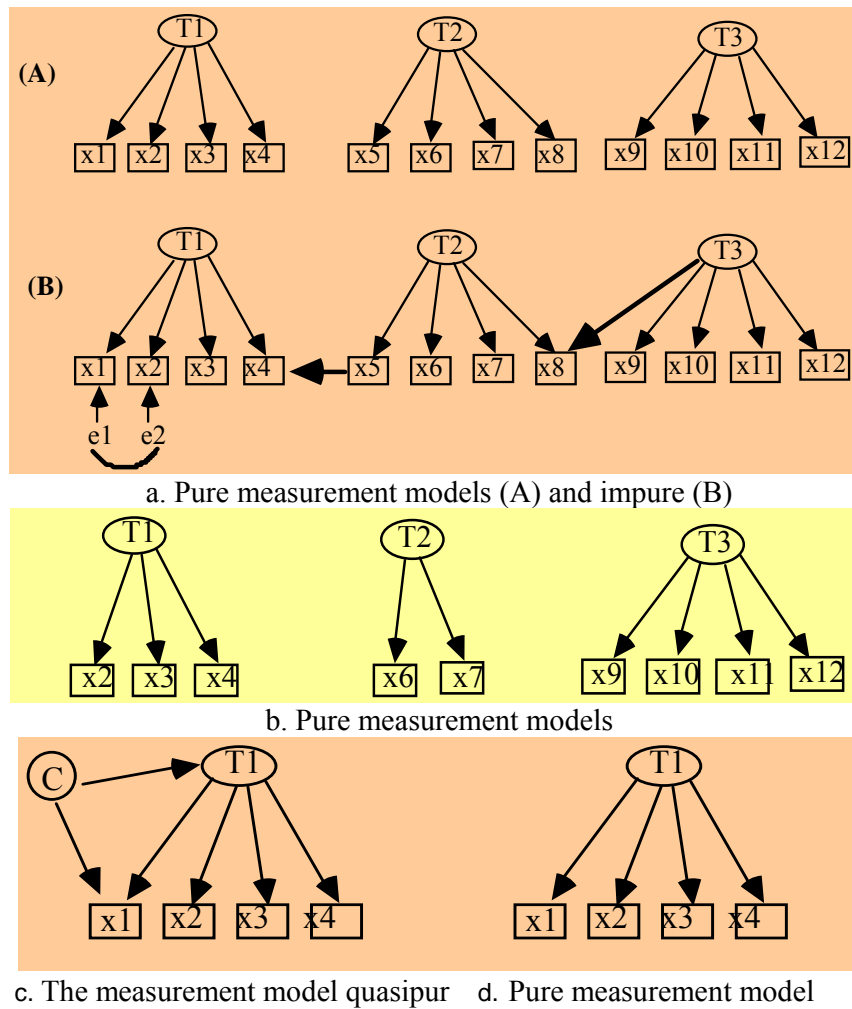 T1 T2 T3
(A)
x1 x2 x3 x4 x5 x6 x7 x8 x9 x10 x11 x12
T1 T2 T3
(B)
x1 x2 x3 x4 x5 x6 x7 x8 x9 x10 x11 x12
e1 e2
a. Pure measurement models (A) and impure (B)
T1 T2 T3
x2 x3 x4 x6 x7 x9 x10 x11 x12
b. Pure measurement models
C T1 T1
x1 x2 x3 x4 x1 x2 x3 x4
c. The measurement model quasipur d. Pure measurement model